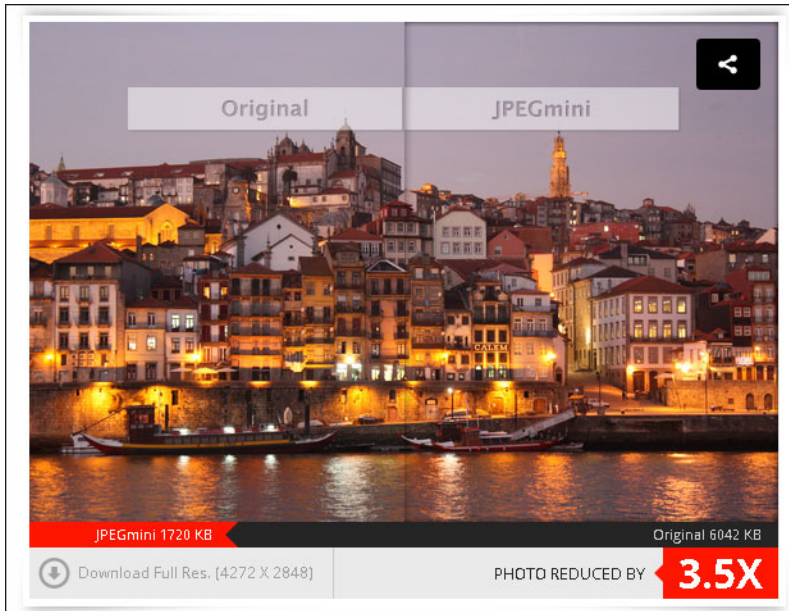 Original
JPEGmini
CALEM
JPEGmini 1720 KB
Original 6042 KB
Download Full Res. (4272 X 2848)
PHOTO REDUCED BY
3.5X